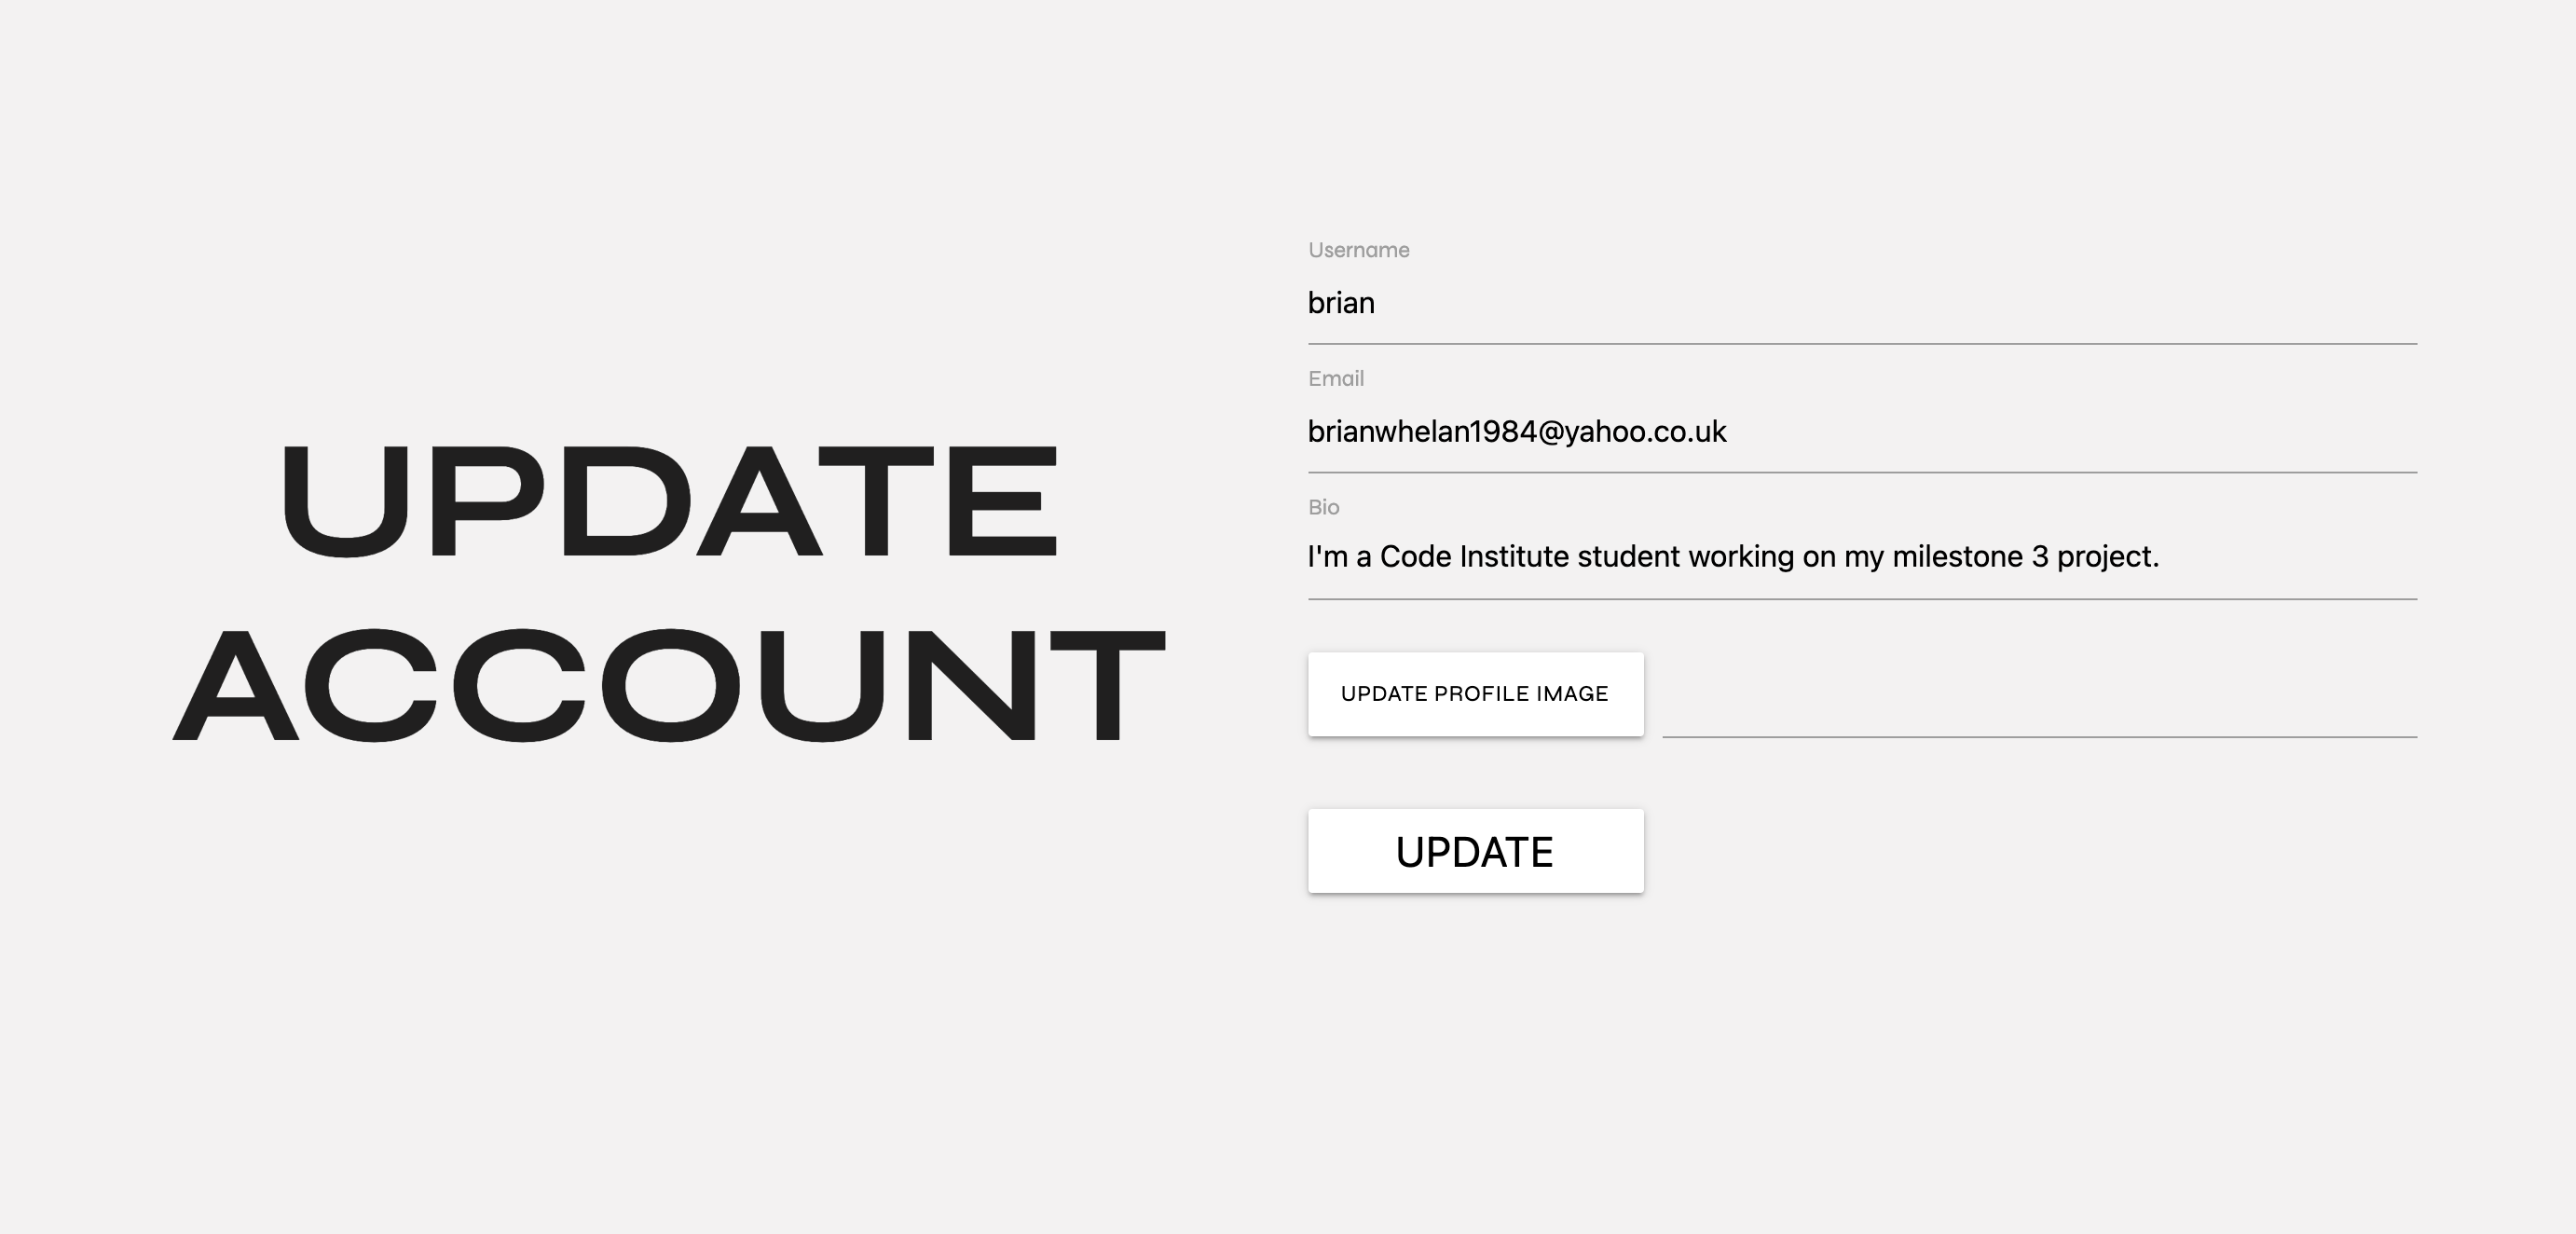 UPDATE
ACCOUNT
Username
brian
Email
brianwhelan1984@yahoo.co.uk
Bio
I'm a Code Institute student working on my milestone 3 project.
UPDATE PROFILE IMAGE
UPDATE